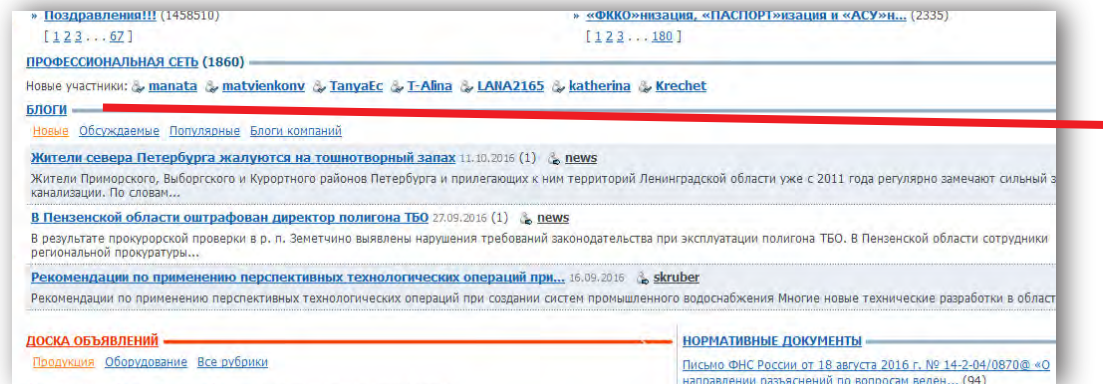 » Поздравления!!! (1458510)
[ 1 2 3 . . . 67 ]
» «ФККО»низация, «ПАСПОРТ»изация и «АСУ»н... (2335)
[ 1 2 3 . . . 180 ]
ПРОФЕССИОНАЛЬНАЯ СЕТЬ (1860)
Новые участники: manata matvienkonv TanyaEc T-Alina LANA2165 katherina Krechet
БЛОГИ
Новые Обсуждаемые Популярные Блоги компаний
Жители севера Петербурга жалуются на тошнотворный запах 11.10.2016 (1) news
Жители Приморского, Выборгского и Курортного районов Петербурга и прилегающих к ним территорий Ленинградской области уже с 2011 года регулярно замечают сильный
канализации. По словам...
В Пензенской области оштрафован директор полигона ТБО 27.09.2016 (1) news
В результате прокурорской проверки в р. п. Земетчино выявлены нарушения требований законодательства при эксплуатации полигона ТБО. В Пензенской области сотрудники
региональной прокуратуры...
Рекомендации по применению перспективных технологических операций при... 16.09.2016 skruber
Рекомендации по применению перспективных технологических операций при создании систем промышленного водоснабжения Многие новые технические разработки в област
ДОСКА ОБЪЯВЛЕНИЙ
Продукция Оборудование Все рубрики
НОРМАТИВНЫЕ ДОКУМЕНТЫ
Письмо ФНС России от 18 августа 2016 г. № 14-2-04/0870@ «О
направлении разъяснений по вопросам веден... (94)